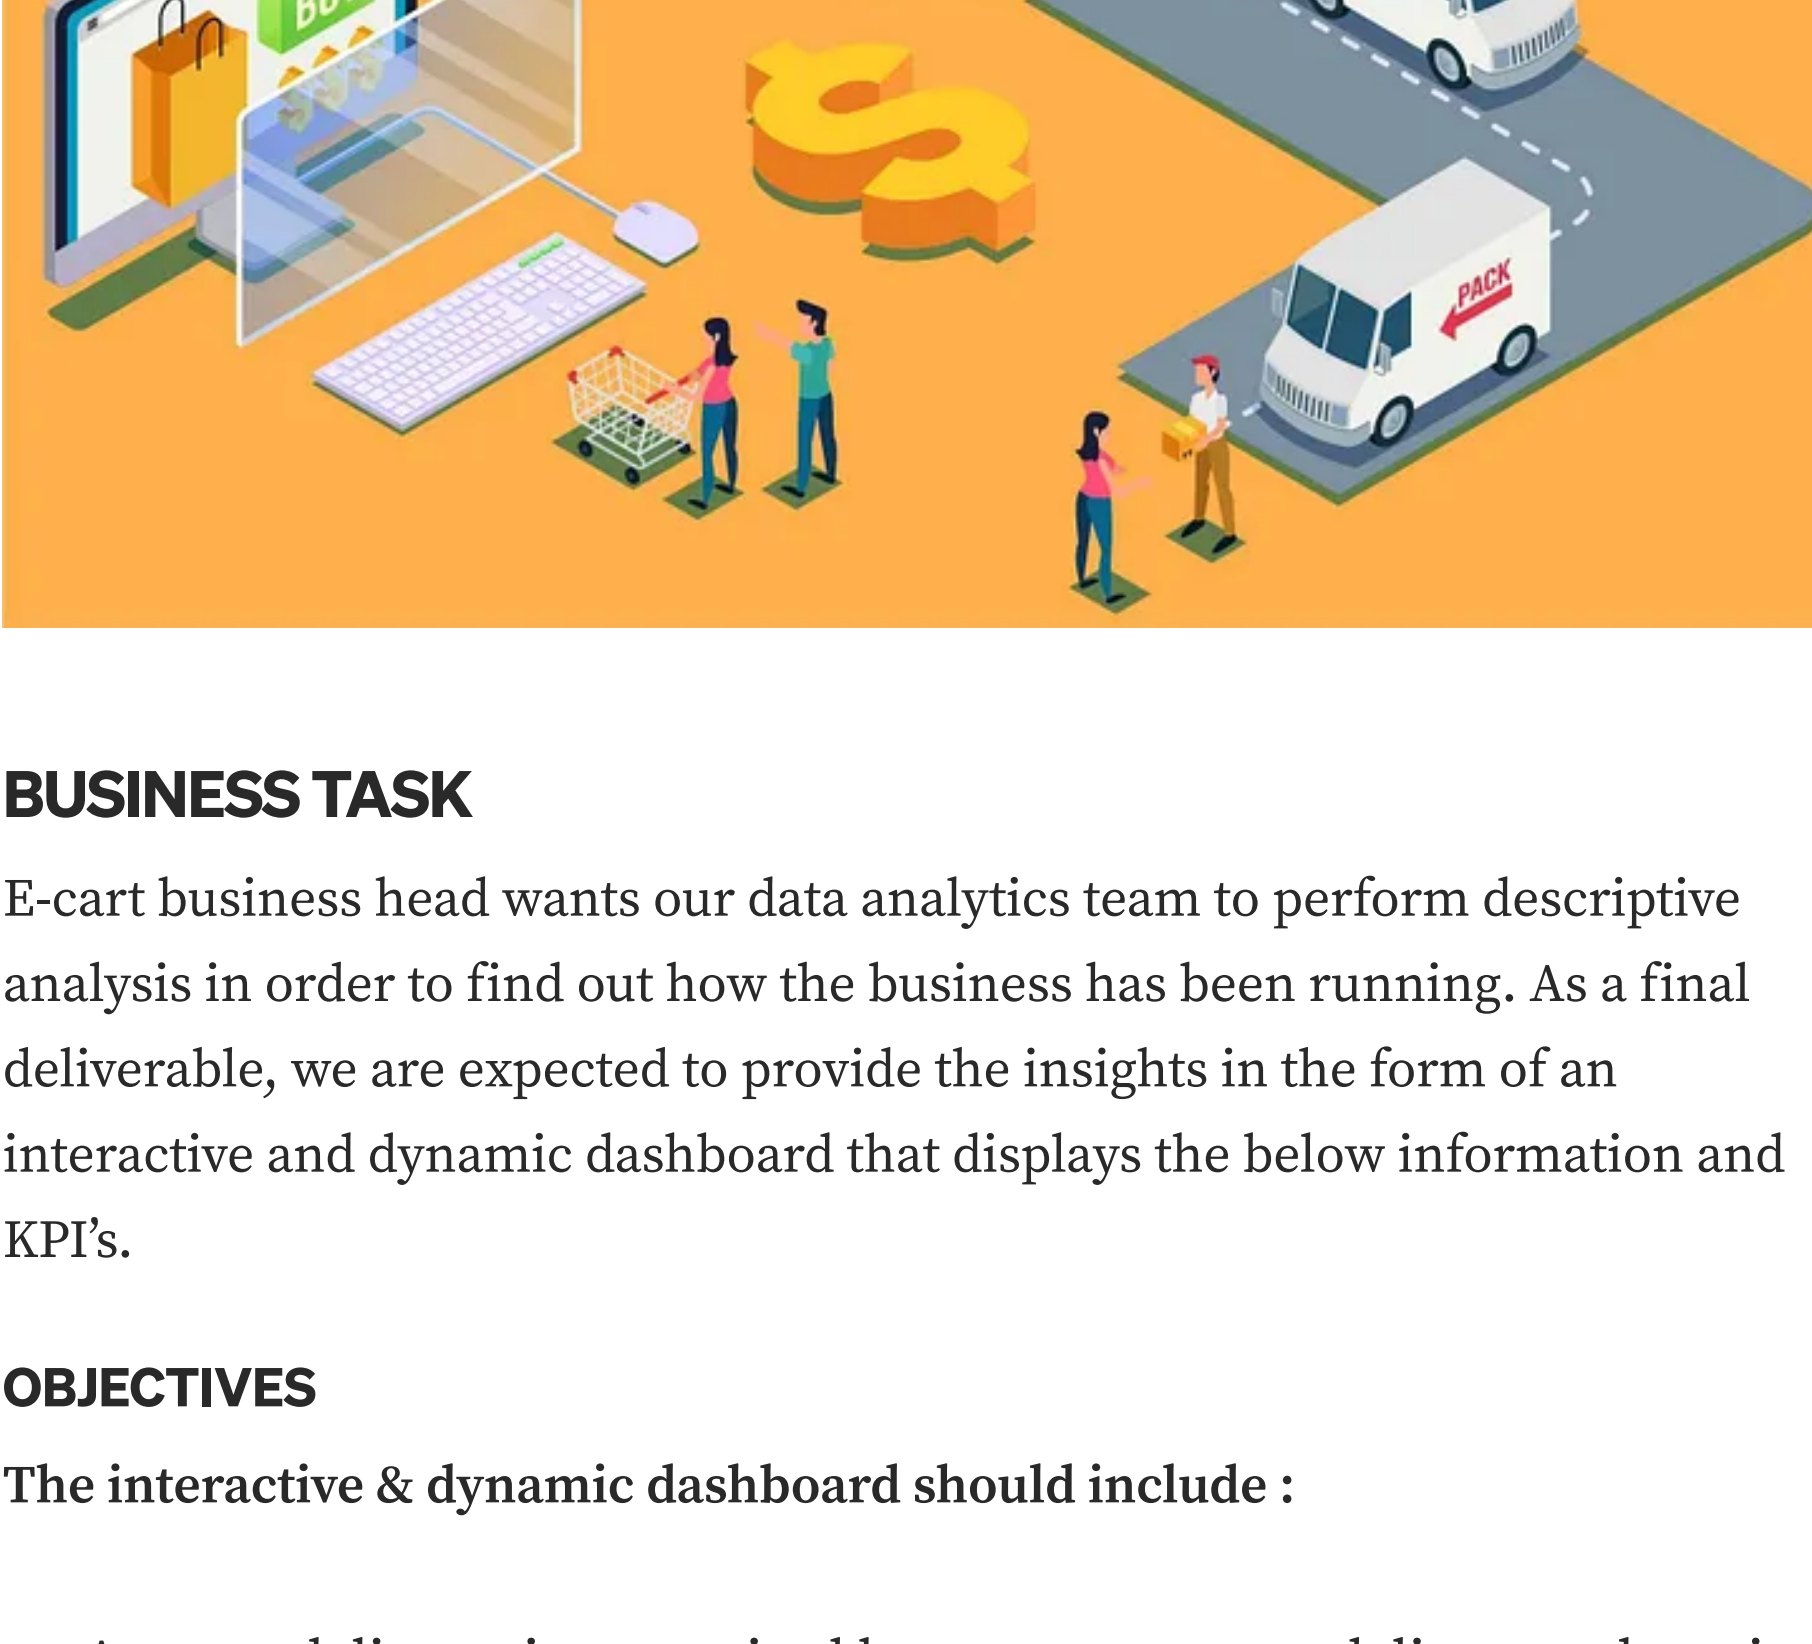 PACK
BUSINESS TASK
E-cart business head wants our data analytics team to perform descriptive
analysis in order to find out how the business has been running. As a final
deliverable, we are expected to provide the insights in the form of an
interactive and dynamic dashboard that displays the below information and
KPI’s.
OBJECTIVES
The interactive & dynamic dashboard should include :